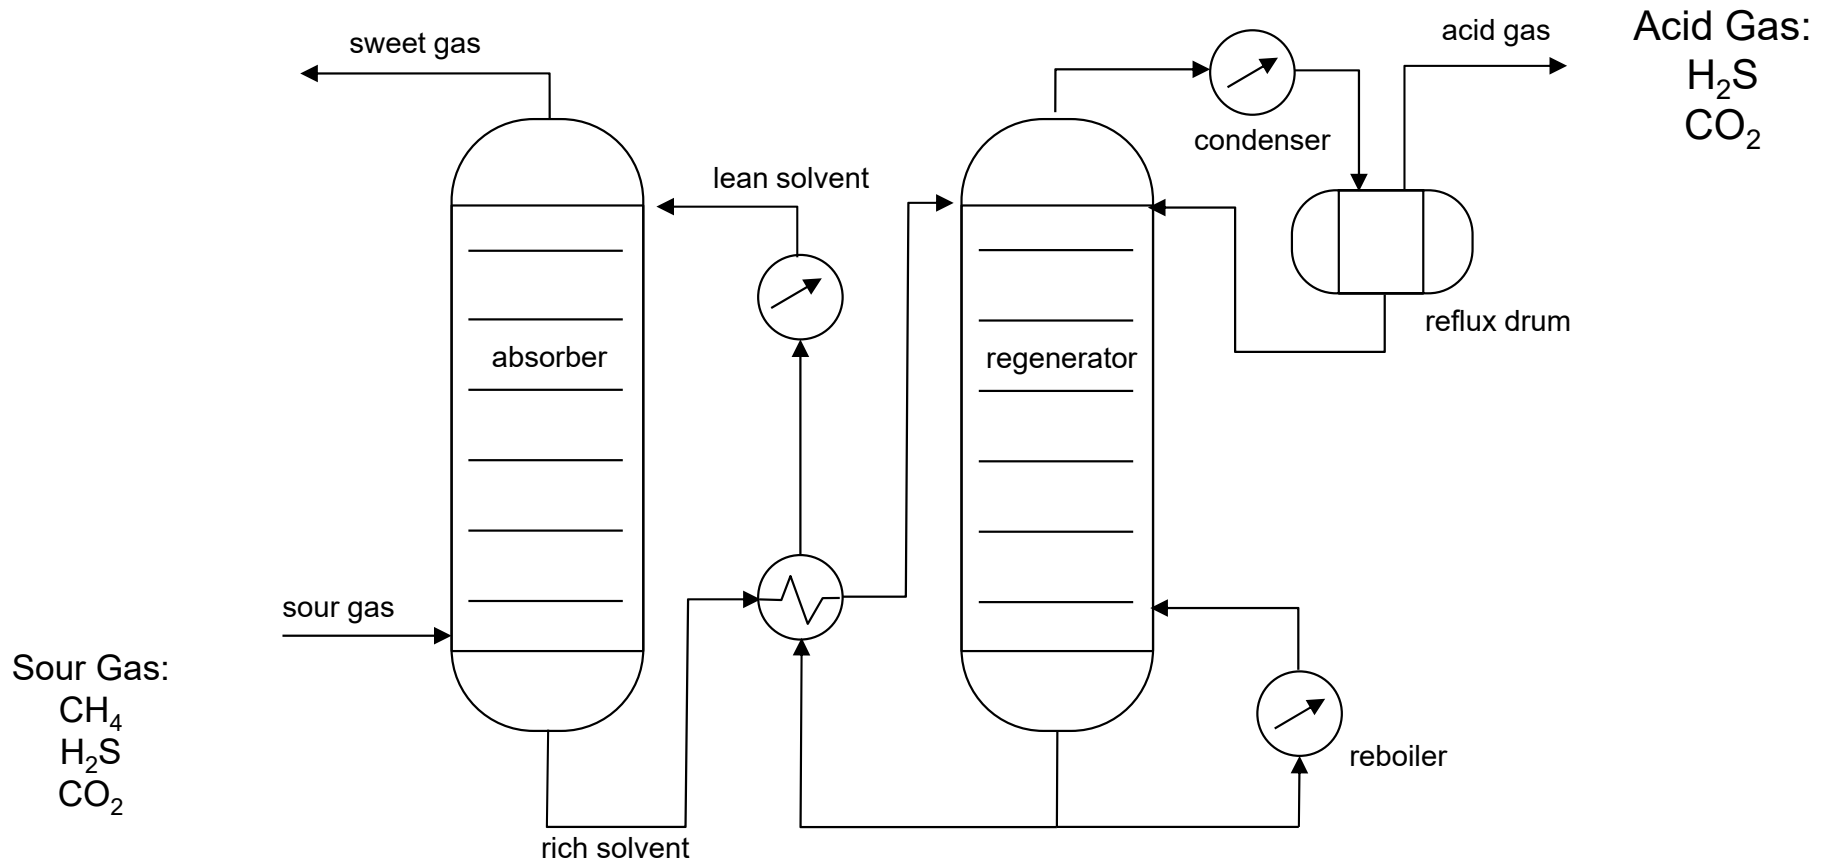 sweet gas
acid gas
Acid Gas:
H₂S
CO₂
condenser
lean solvent
reflux drum
absorber
regenerator
sour gas
Sour Gas:
CH₄
H₂S
CO₂
reboiler
rich solvent